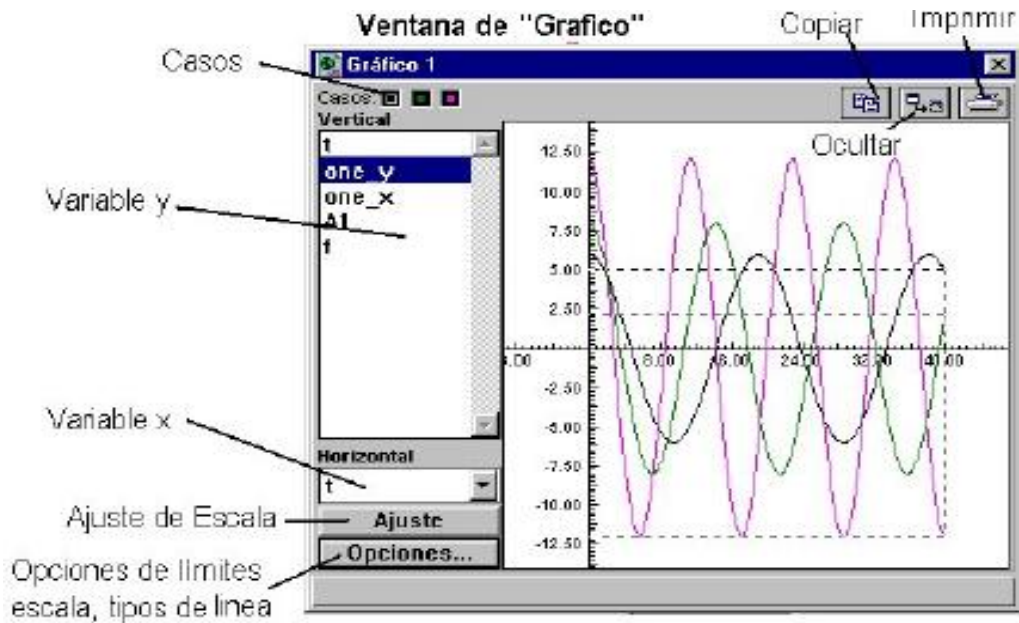 Ventana de "Grafico"
Copiar
Imprimir
Casos
Gráfico 1
Casos:
Vertical
t
one_y
one_x
A1
f
Ocultar
Variable y
12.50
10.00
7.50
5.00
2.50
8.00
16.00
24.00
32.00
40.00
-2.50
-5.00
-7.50
-10.00
-12.50
Variable x
Horizontal
t
Ajuste de Escala
Ajuste
Opciones...
Opciones de límites
escala, tipos de linea